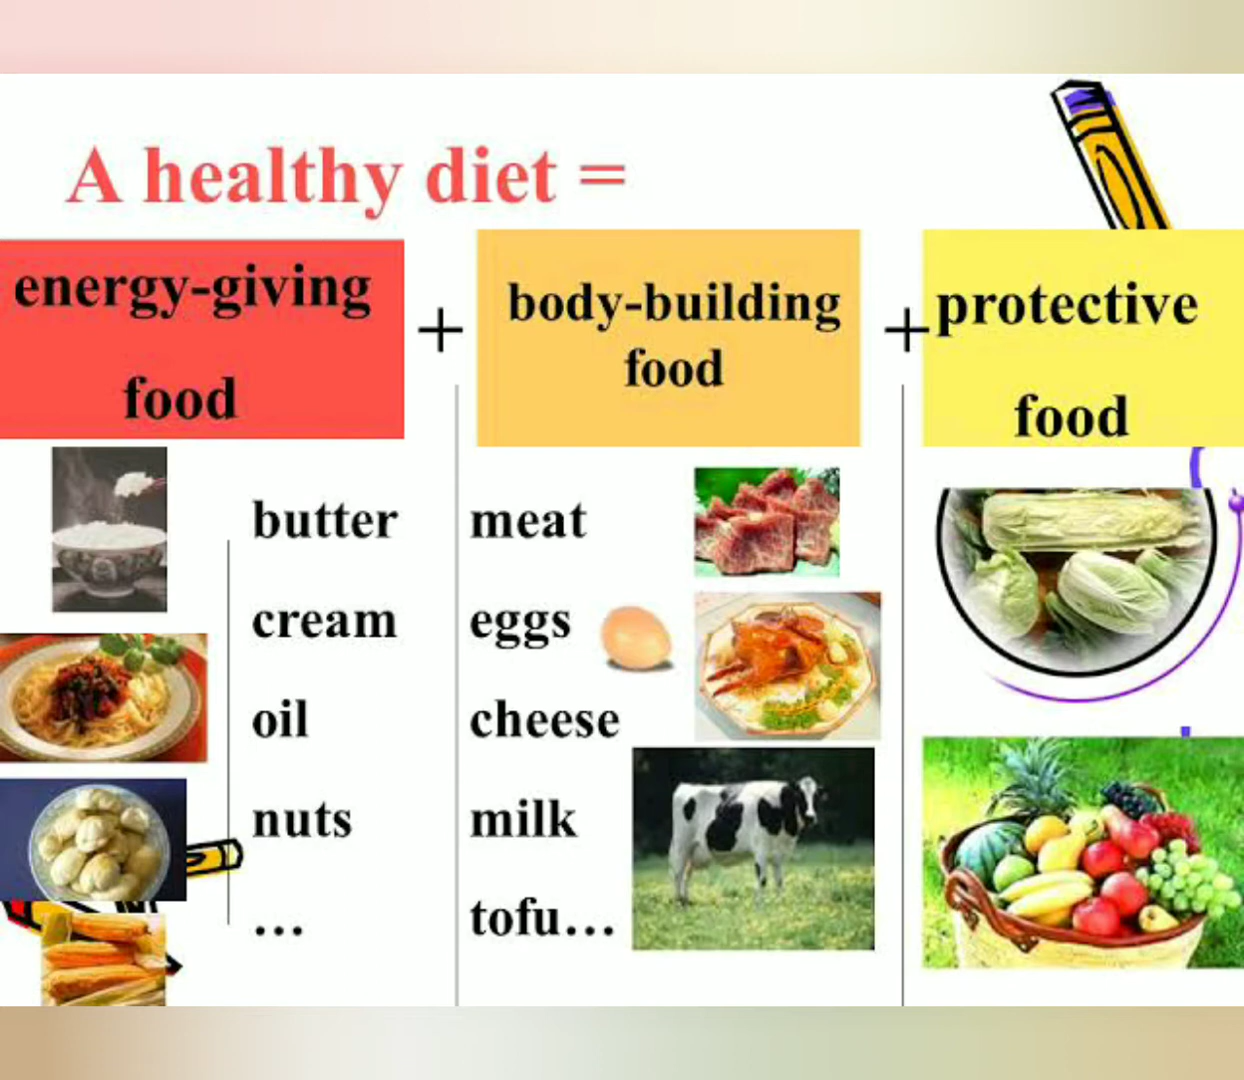 A healthy diet =
energy-giving
food
+
body-building
food
+
protective
food
butter
cream
oil
nuts
...
meat
eggs
cheese
milk
tofu...